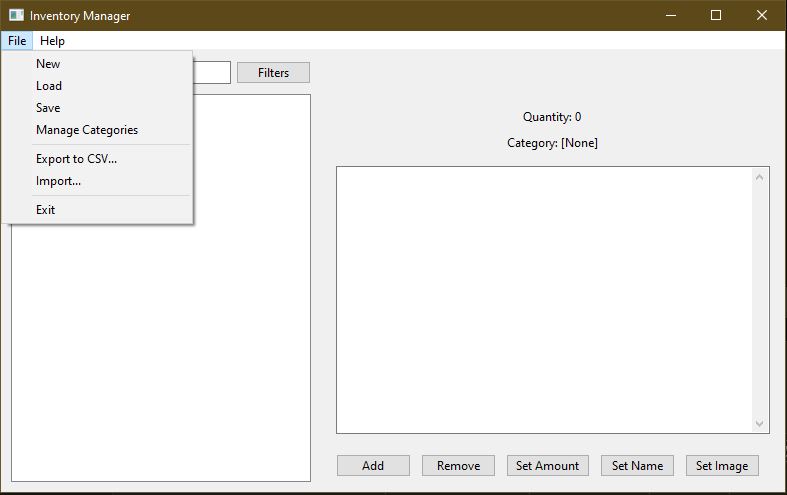 Inventory Manager
File Help
New
Load
Save
Manage Categories
Export to CSV...
Import...
Exit
Filters
Quantity: 0
Category: [None]
Add Remove Set Amount Set Name Set Image